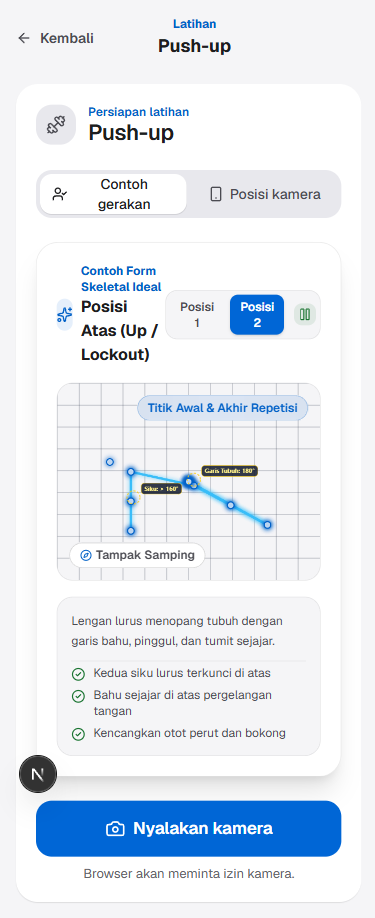 Latihan
Kembali
Push-up
Persiapan latihan
Push-up
Contoh
gerakan
Posisi kamera
Contoh Form
Skeletal Ideal
Posisi
Atas (Up /
Lockout)
Posisi
1
Posisi
2
Titik Awal & Akhir Repetisi
Garis Tubuh: 180°
Siku: > 160°
Tampak Samping
Lengan lurus menopang tubuh dengan
garis bahu, pinggul, dan tumit sejajar.
Kedua siku lurus terkunci di atas
Bahu sejajar di atas pergelangan
tangan
Kencangkan otot perut dan bokong
N
Nyalakan kamera
Browser akan meminta izin kamera.